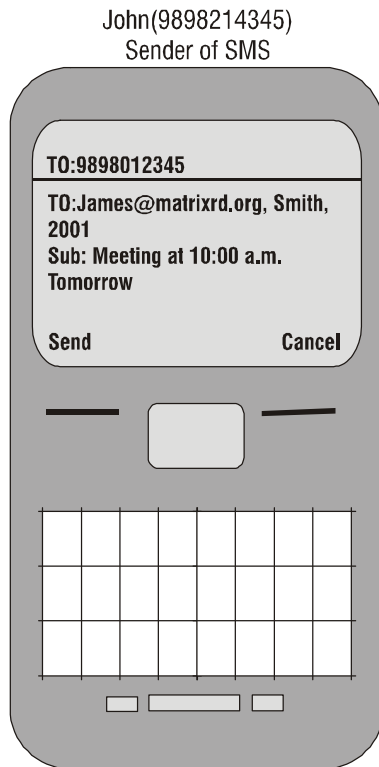 John(9898214345)
Sender of SMS
TO:9898012345
TO:James@matrixrd.org, Smith,
2001
Sub: Meeting at 10:00 a.m.
Tomorrow
Send Cancel